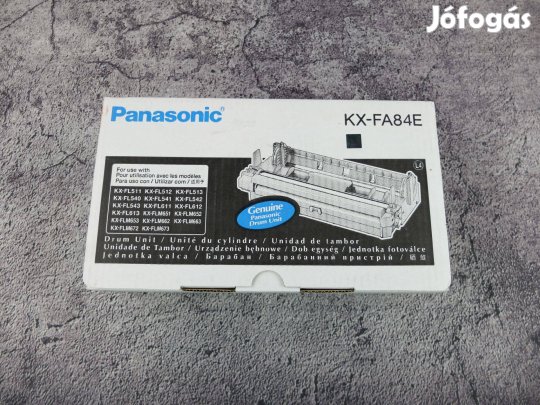 Jófogás
Panasonic
KX-FA84E
For use with
Pour utilisation avec les modèles
Para uso con / Utilizar com /
KX-FL511 KX-FL512 KX-FL513
KX-FL540 KX-FL541 KX-FL542
KX-FL543 KX-FL611 KX-FL612
KX-FL613 KX-FLM651 KX-FLM652
KX-FLM653 KX-FLM662 KX-FLM663
KX-FLM672 KX-FLM673
Genuine
Panasonic
Drum Unit
Drum Unit / Unité du cylindre / Unidad de tambor
Unidade de Tambor / Urządzenie bębnowe / Dob egység / Jednotka fotoválce
Jednotka valca / Барабан / Барабанний пристрій /